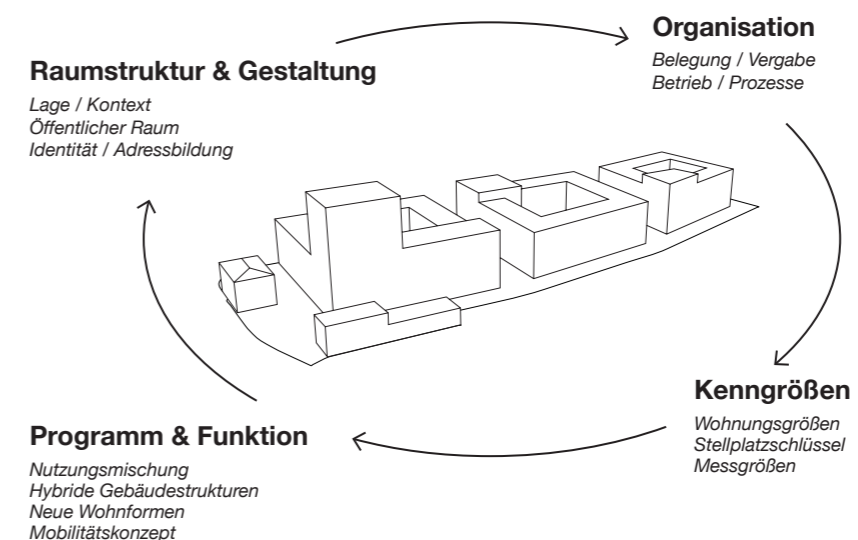 Raumstruktur & Gestaltung
Lage / Kontext
Öffentlicher Raum
Identität / Adressbildung
Organisation
Belegung / Vergabe
Betrieb / Prozesse
Kenngrößen
Wohnungsgrößen
Stellplatzschlüssel
Messgrößen
Programm & Funktion
Nutzungsmischung
Hybride Gebäudestrukturen
Neue Wohnformen
Mobilitätskonzept